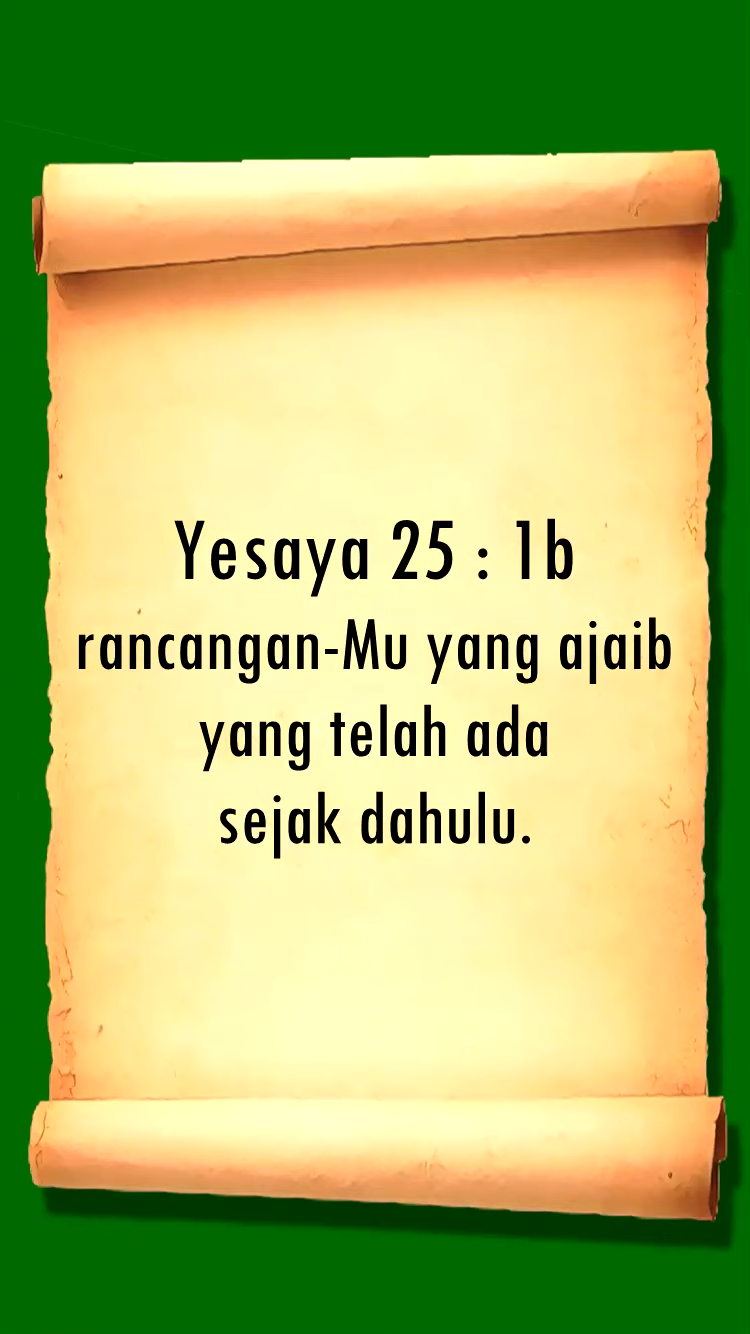 Yesaya 25 : 1b
rancangan-Mu yang ajaib
yang telah ada
sejak dahulu.